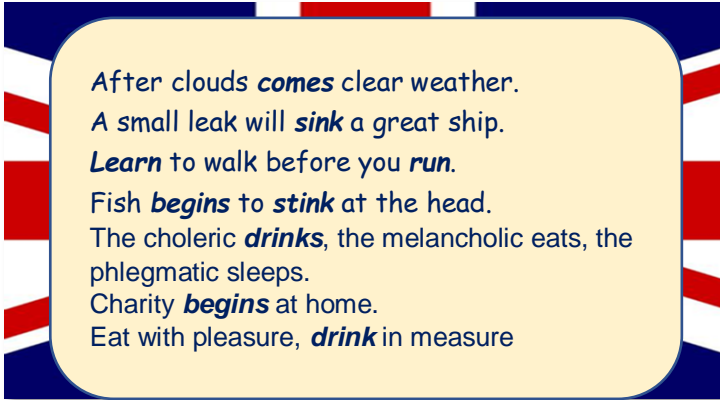 After clouds comes clear weather.
A small leak will sink a great ship.
Learn to walk before you run.
Fish begins to stink at the head.
The choleric drinks, the melancholic eats, the
phlegmatic sleeps.
Charity begins at home.
Eat with pleasure, drink in measure